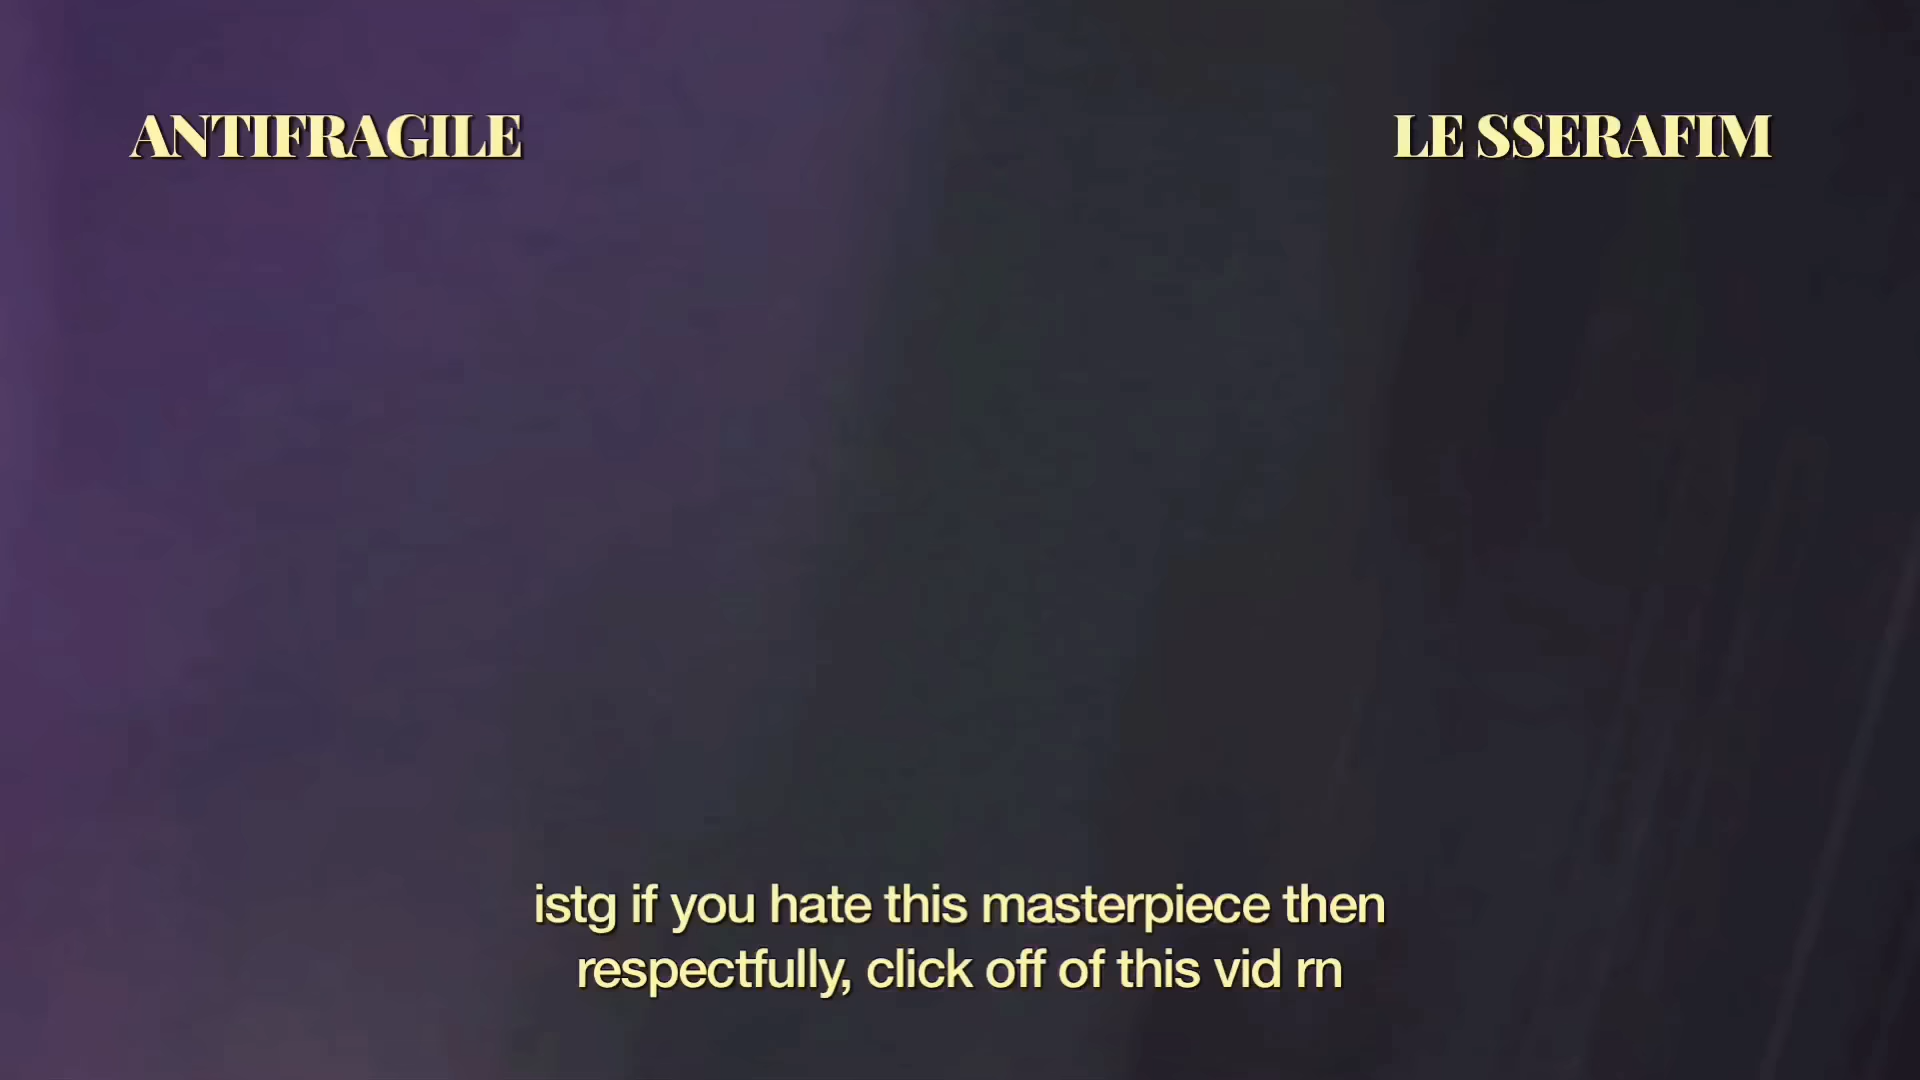 ANTIFRAGILE
LE SSERAFIM
istg if you hate this masterpiece then
respectfully, click off of this vid rn